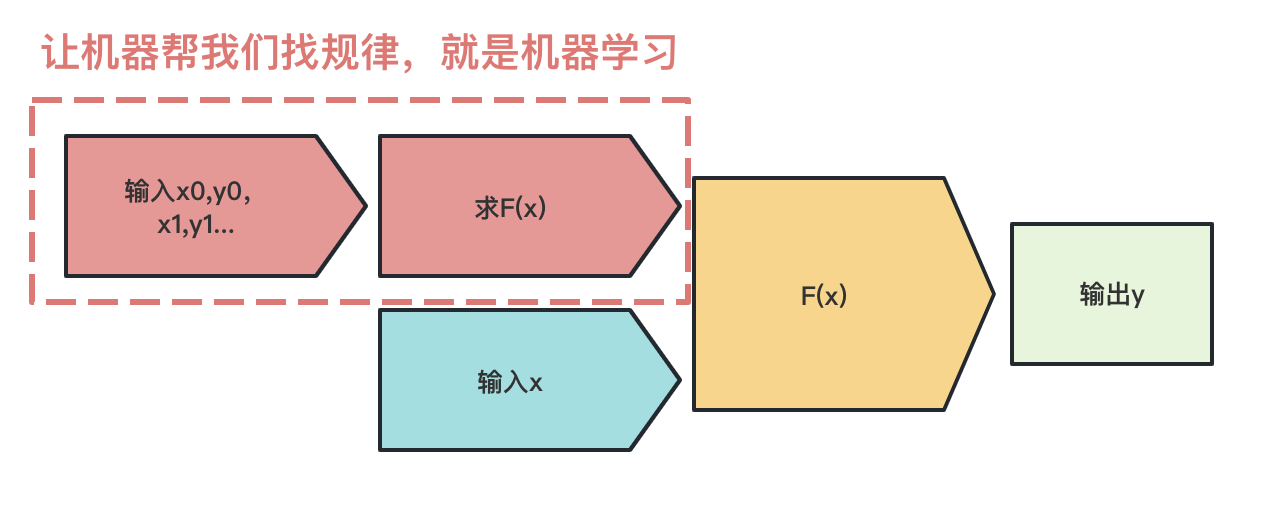 让机器帮我们找规律，就是机器学习
输入x0,y0,
x1,y1...
求F(x)
F(x)
输出y
输入x